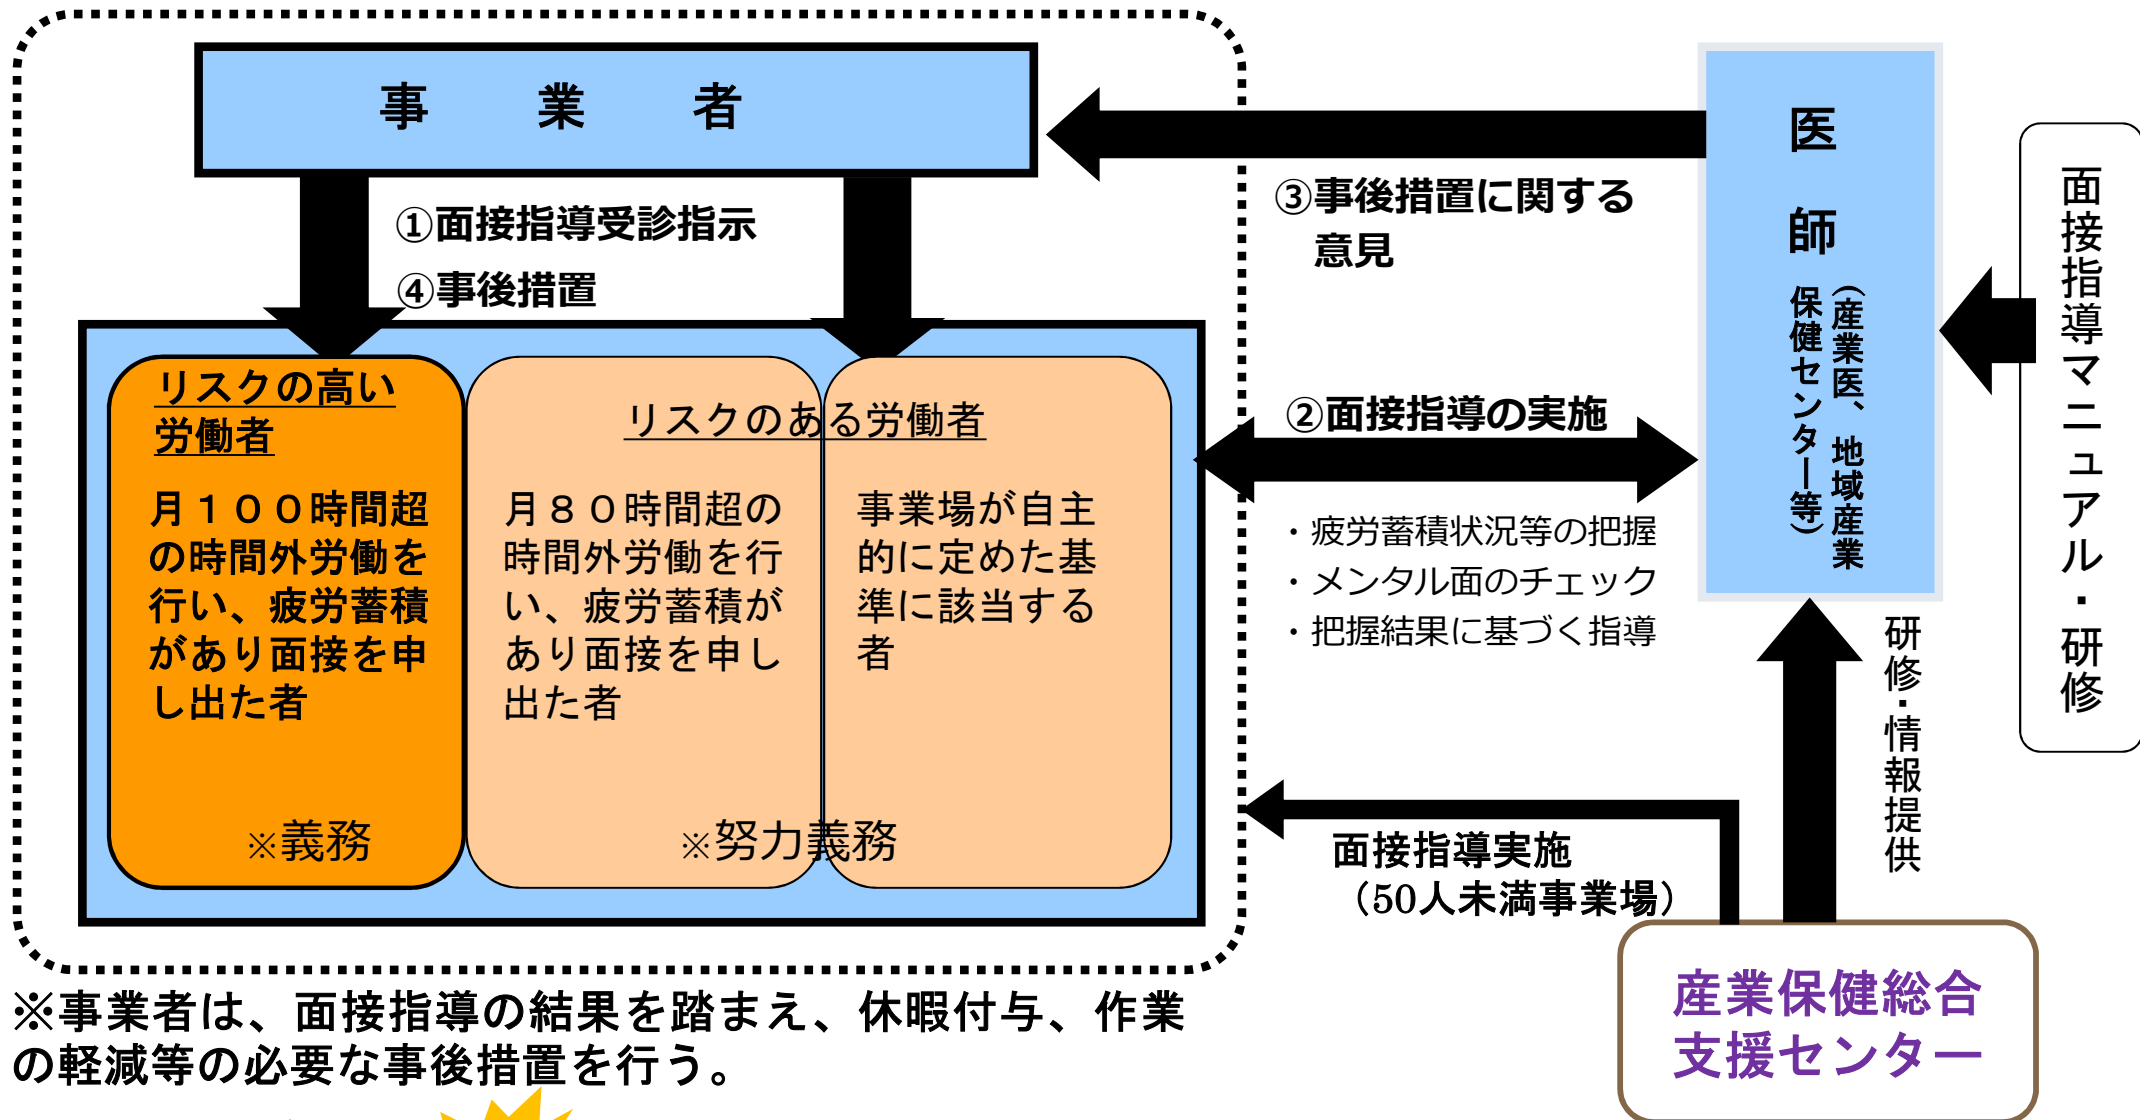 事業者
①面接指導受診指示
④事後措置
リスクの高い
労働者
月１００時間超
の時間外労働を
行い、疲労蓄積
があり面接を申
し出た者
※義務
リスクのある労働者
月８０時間超の
時間外労働を行
い、疲労蓄積が
あり面接を申し
出た者
事業場が自主
的に定めた基
準に該当する
者
※努力義務
③事後措置に関する
意見
②面接指導の実施
・疲労蓄積状況等の把握
・メンタル面のチェック
・把握結果に基づく指導
医師
（産業医、地域産業
保健センター等）
面接指導マニュアル・研修
研修・情報提供
面接指導実施
（50人未満事業場）
産業保健総合
支援センター
※事業者は、面接指導の結果を踏まえ、休暇付与、作業
の軽減等の必要な事後措置を行う。